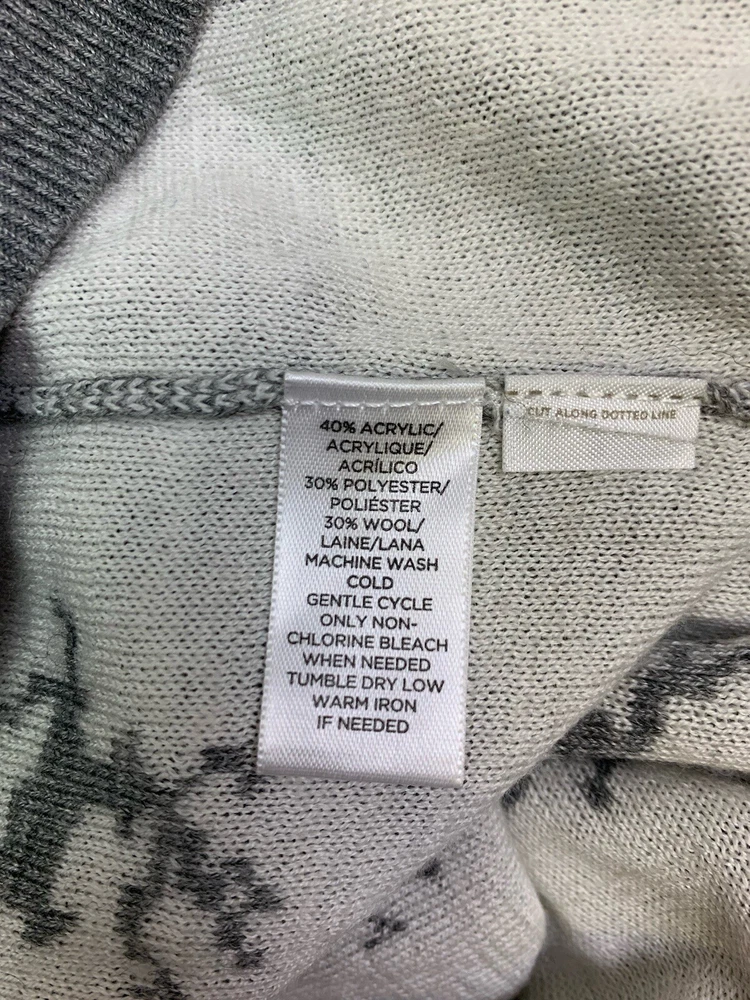 40% ACRYLIC/
ACRYLIQUE/
ACRÍLICO
30% POLYESTER/
POLIÉSTER
30% WOOL/
LAINE/LANA
MACHINE WASH
COLD
GENTLE CYCLE
ONLY NON-
CHLORINE BLEACH
WHEN NEEDED
TUMBLE DRY LOW
WARM IRON
IF NEEDED
CUT ALONG DOTTED LINE